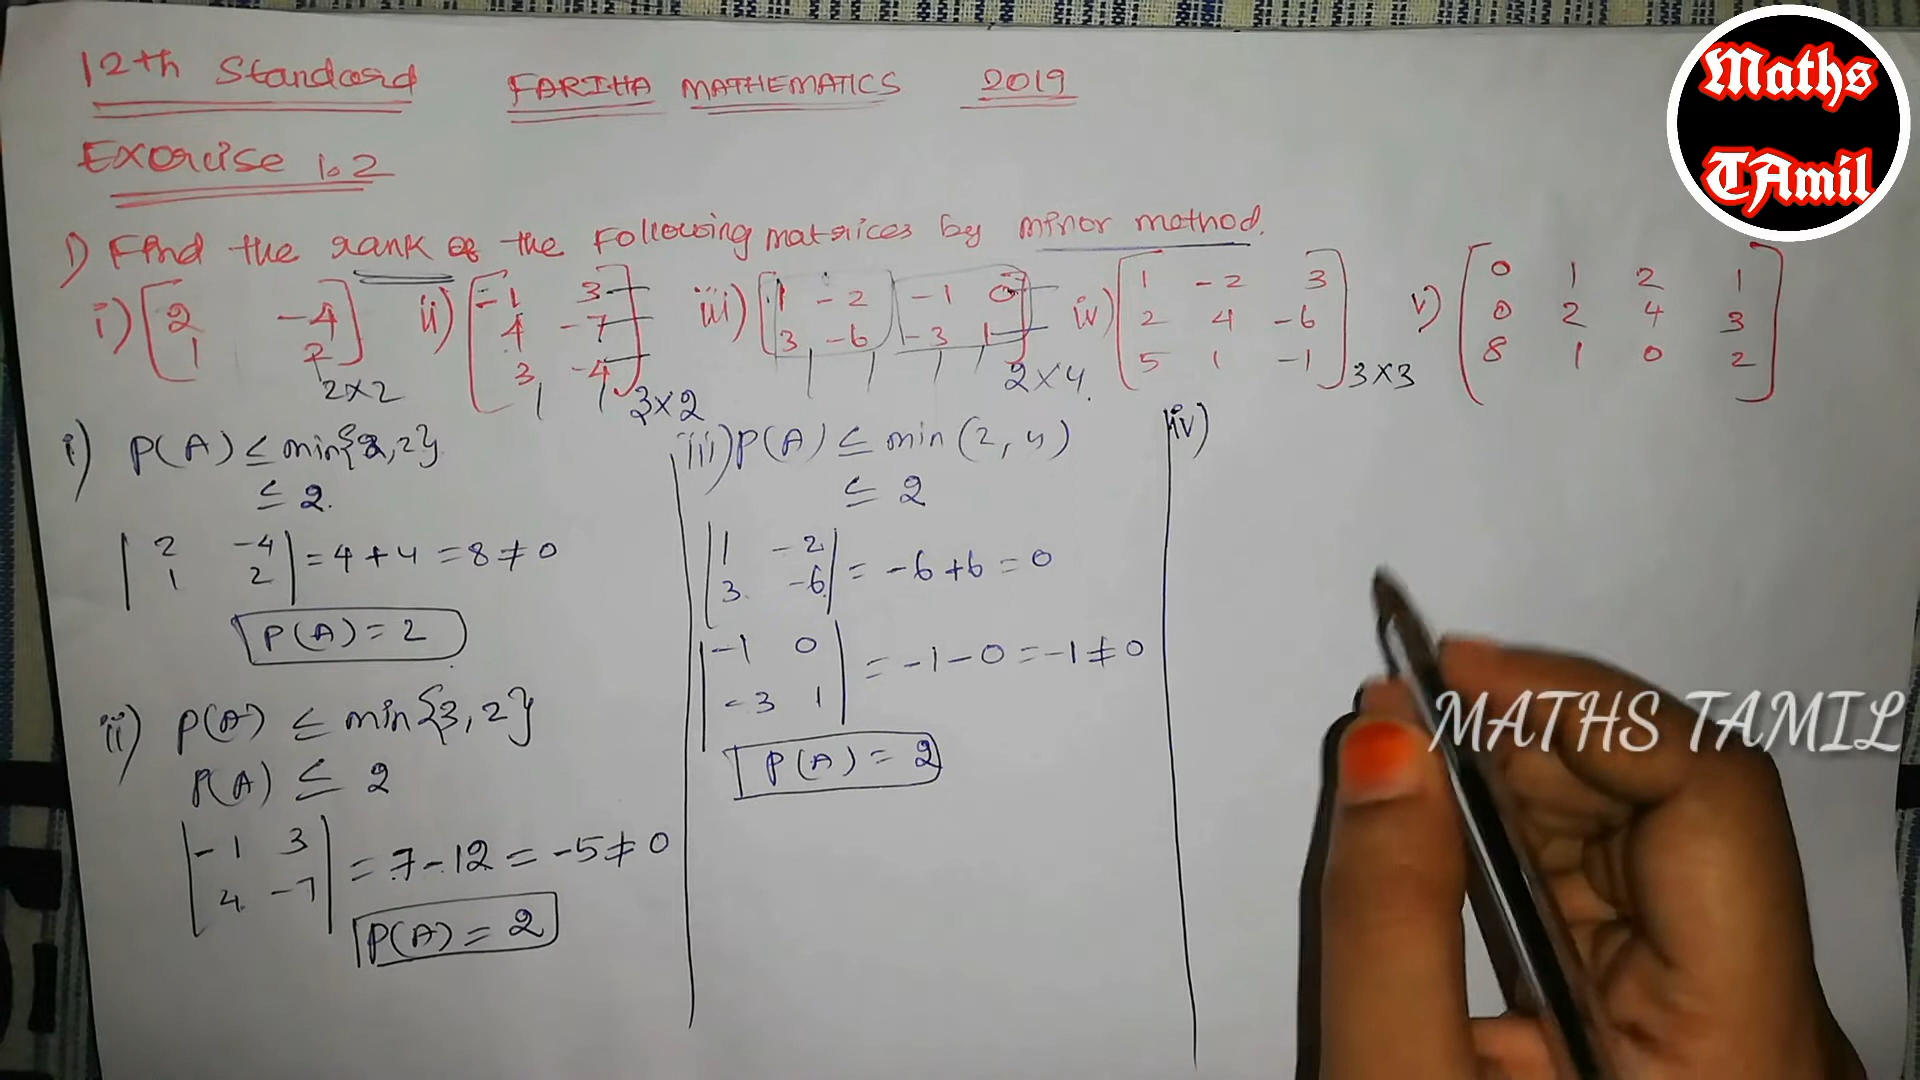 12th Standard FARITHA MATHEMATICS 2019
Exercise 1.2
1) Find the rank of the following matrices by minor method.
i) [2 -4
1 2] 2×2
ii) [-1 3
4 -7
3 -4] 3×2
iii) [1 -2 -1 0
3 -6 -3 1] 2×4
iv) [1 -2 3
2 4 -6
5 1 -1] 3×3
v) [0 1 2 1
0 2 4 3
8 1 0 2]
i) P(A) ≤ min{2,2}
≤ 2.
|2 -4
1 2| = 4+4 = 8 ≠ 0
P(A) = 2
ii) P(A) ≤ min{3,2}
P(A) ≤ 2
|-1 3
4 -7| = 7-12 = -5 ≠ 0
P(A) = 2
iii) P(A) ≤ min (2,4)
≤ 2
|1 -2
3 -6| = -6+6 = 0
|-1 0
-3 1| = -1-0 = -1 ≠ 0
P(A) = 2
iv)
Maths
TAmil
MATHS TAMIL